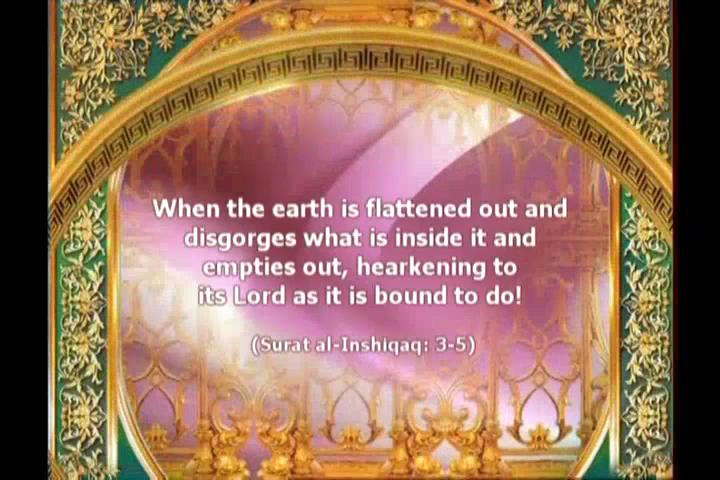 When the earth is flattened out and
disgorges what is inside it and
empties out, hearkening to
its Lord as it is bound to do!
(Surat al-Inshiqaq: 3-5)